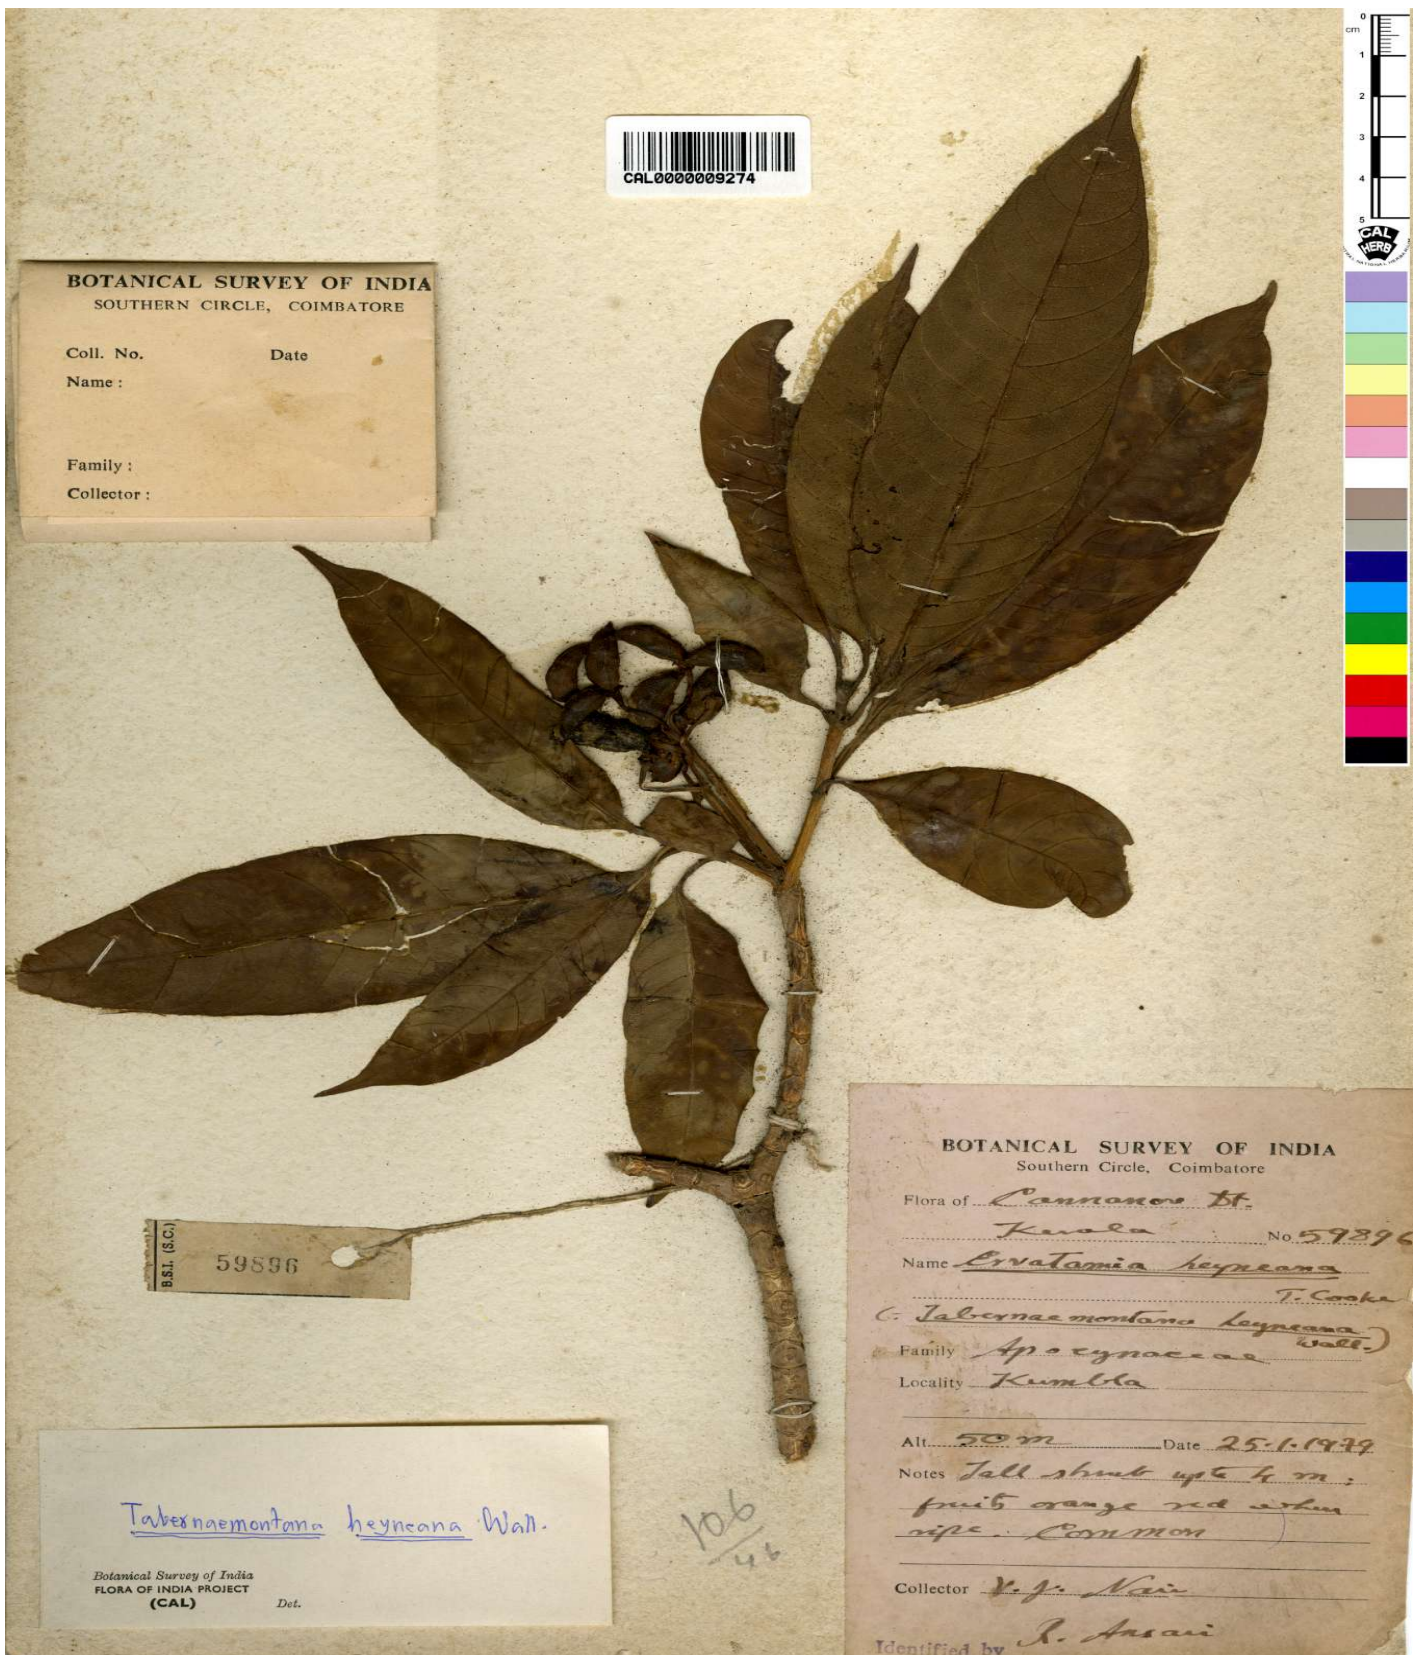 CAL0000009274
0
cm
1
2
3
4
5
CAL
HERB
BOTANICAL SURVEY OF INDIA
SOUTHERN CIRCLE, COIMBATORE
Coll. No. Date
Name :
Family :
Collector :
B.S.I. (S.C.)
59896
BOTANICAL SURVEY OF INDIA
Southern Circle, Coimbatore
Flora of Cannanore Dt.
Kerala No 59896
Name Ervatamia heyneana
T. Cooke
(= Tabernaemontana heyneana
Wall.)
Family Apocynaceae
Locality Kumbla
Alt 50 m Date 25.1.1979
Notes Tall shrub upto 4 m ;
fruits orange red when
ripe. Common
Collector V. J. Nair
Identified by R. Ansari
Tabernaemontana heyneana Wall.
Botanical Survey of India
FLORA OF INDIA PROJECT
(CAL) Det.
106
46